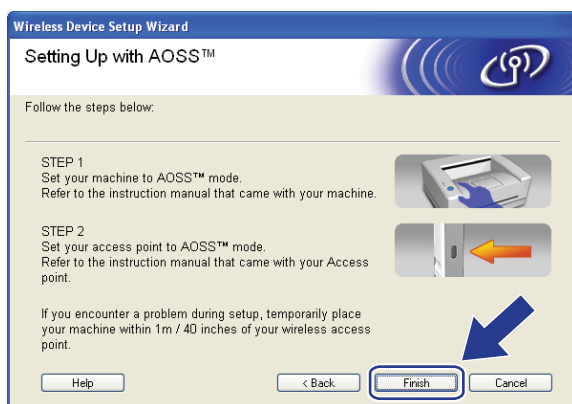 Wireless Device Setup Wizard
Setting Up with AOSS™
Follow the steps below:
STEP 1
Set your machine to AOSS™ mode.
Refer to the instruction manual that came with your machine.
STEP 2
Set your access point to AOSS™ mode.
Refer to the instruction manual that came with your Access
point.
If you encounter a problem during setup, temporarily place
your machine within 1m / 40 inches of your wireless access
point.
Help
< Back
Finish
Cancel